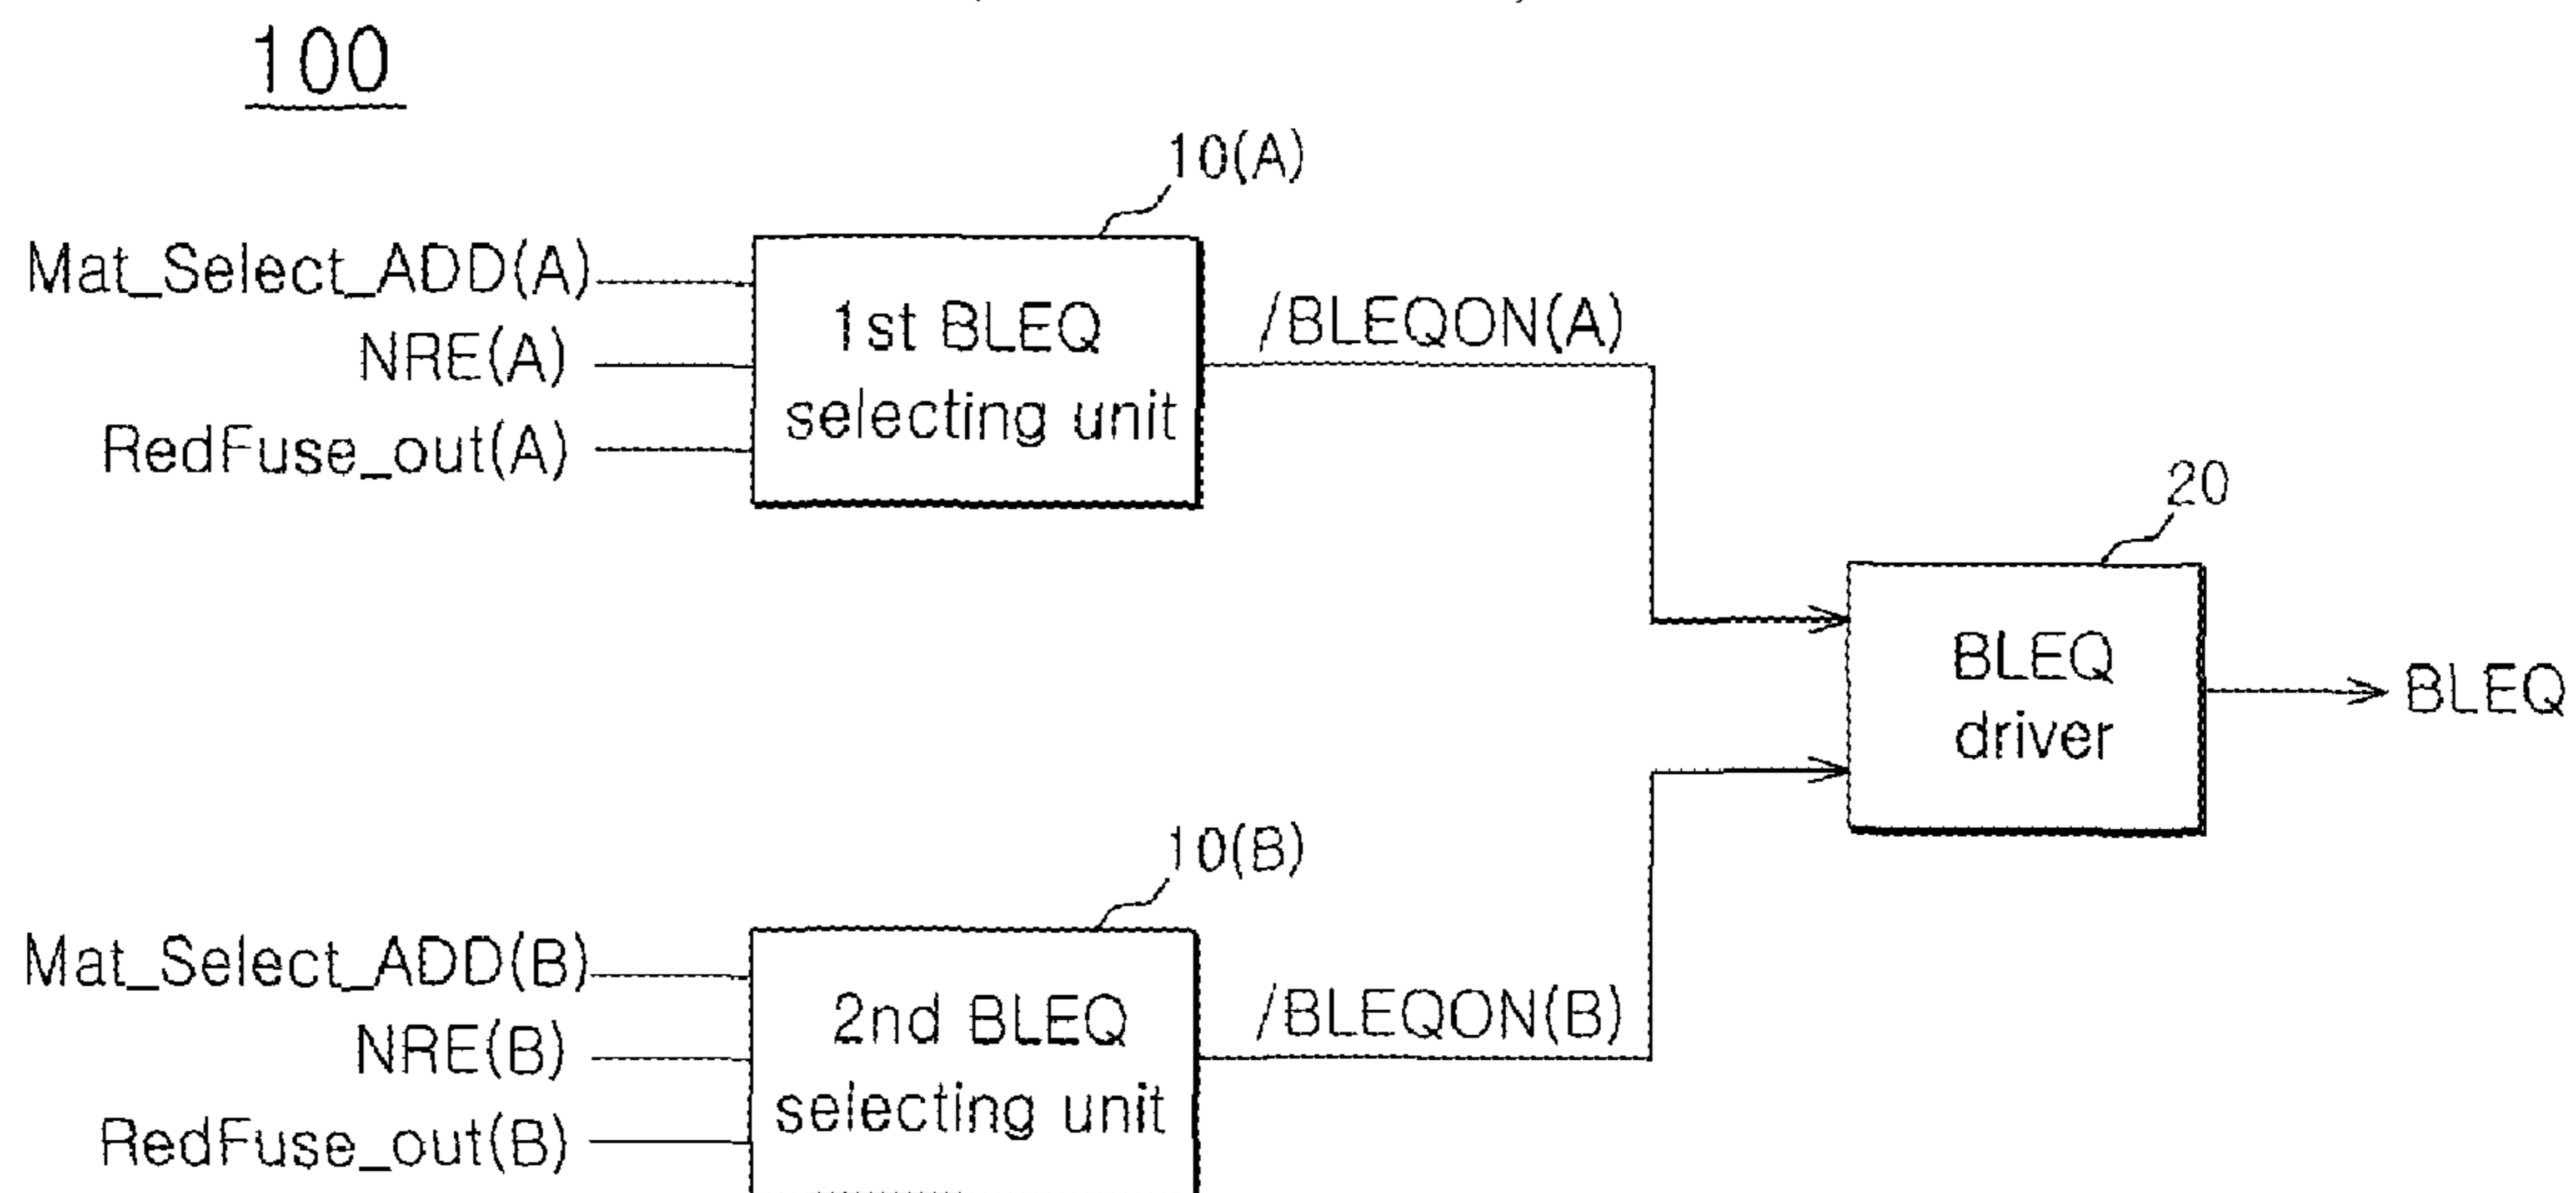 100
10(A)
Mat_Select_ADD(A)
NRE(A)
RedFuse_out(A)
1st BLEQ
selecting unit
/BLEQON(A)
20
BLEQ
driver
BLEQ
10(B)
Mat_Select_ADD(B)
NRE(B)
RedFuse_out(B)
2nd BLEQ
selecting unit
/BLEQON(B)